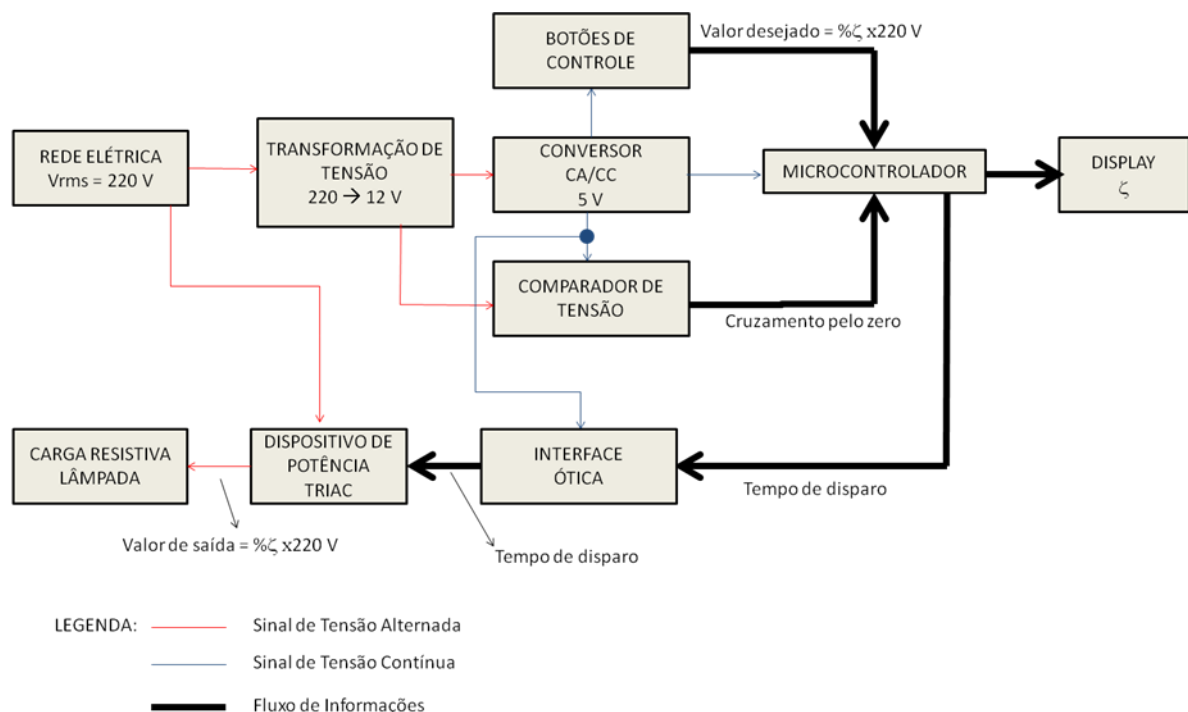 BOTÕES DE
CONTROLE
Valor desejado = %ζ x220 V
REDE ELÉTRICA
Vrms = 220 V
TRANSFORMAÇÃO DE
TENSÃO
220 → 12 V
CONVERSOR
CA/CC
5 V
MICROCONTROLADOR
DISPLAY
ζ
COMPARADOR DE
TENSÃO
Cruzamento pelo zero
CARGA RESISTIVA
LÂMPADA
DISPOSITIVO DE
POTÊNCIA
TRIAC
INTERFACE
ÓTICA
Tempo de disparo
Valor de saída = %ζ x220 V
Tempo de disparo
LEGENDA:
Sinal de Tensão Alternada
Sinal de Tensão Contínua
Fluxo de Informações